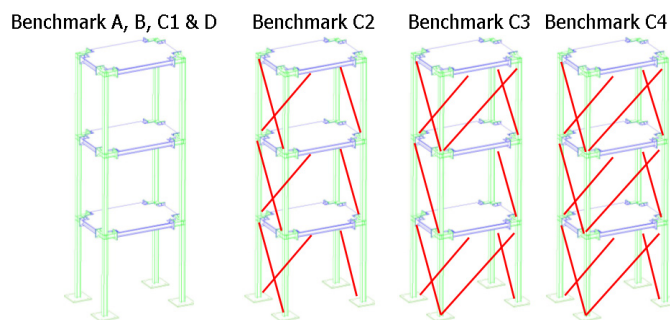 Benchmark A, B, C1 & D
Benchmark C2
Benchmark C3
Benchmark C4